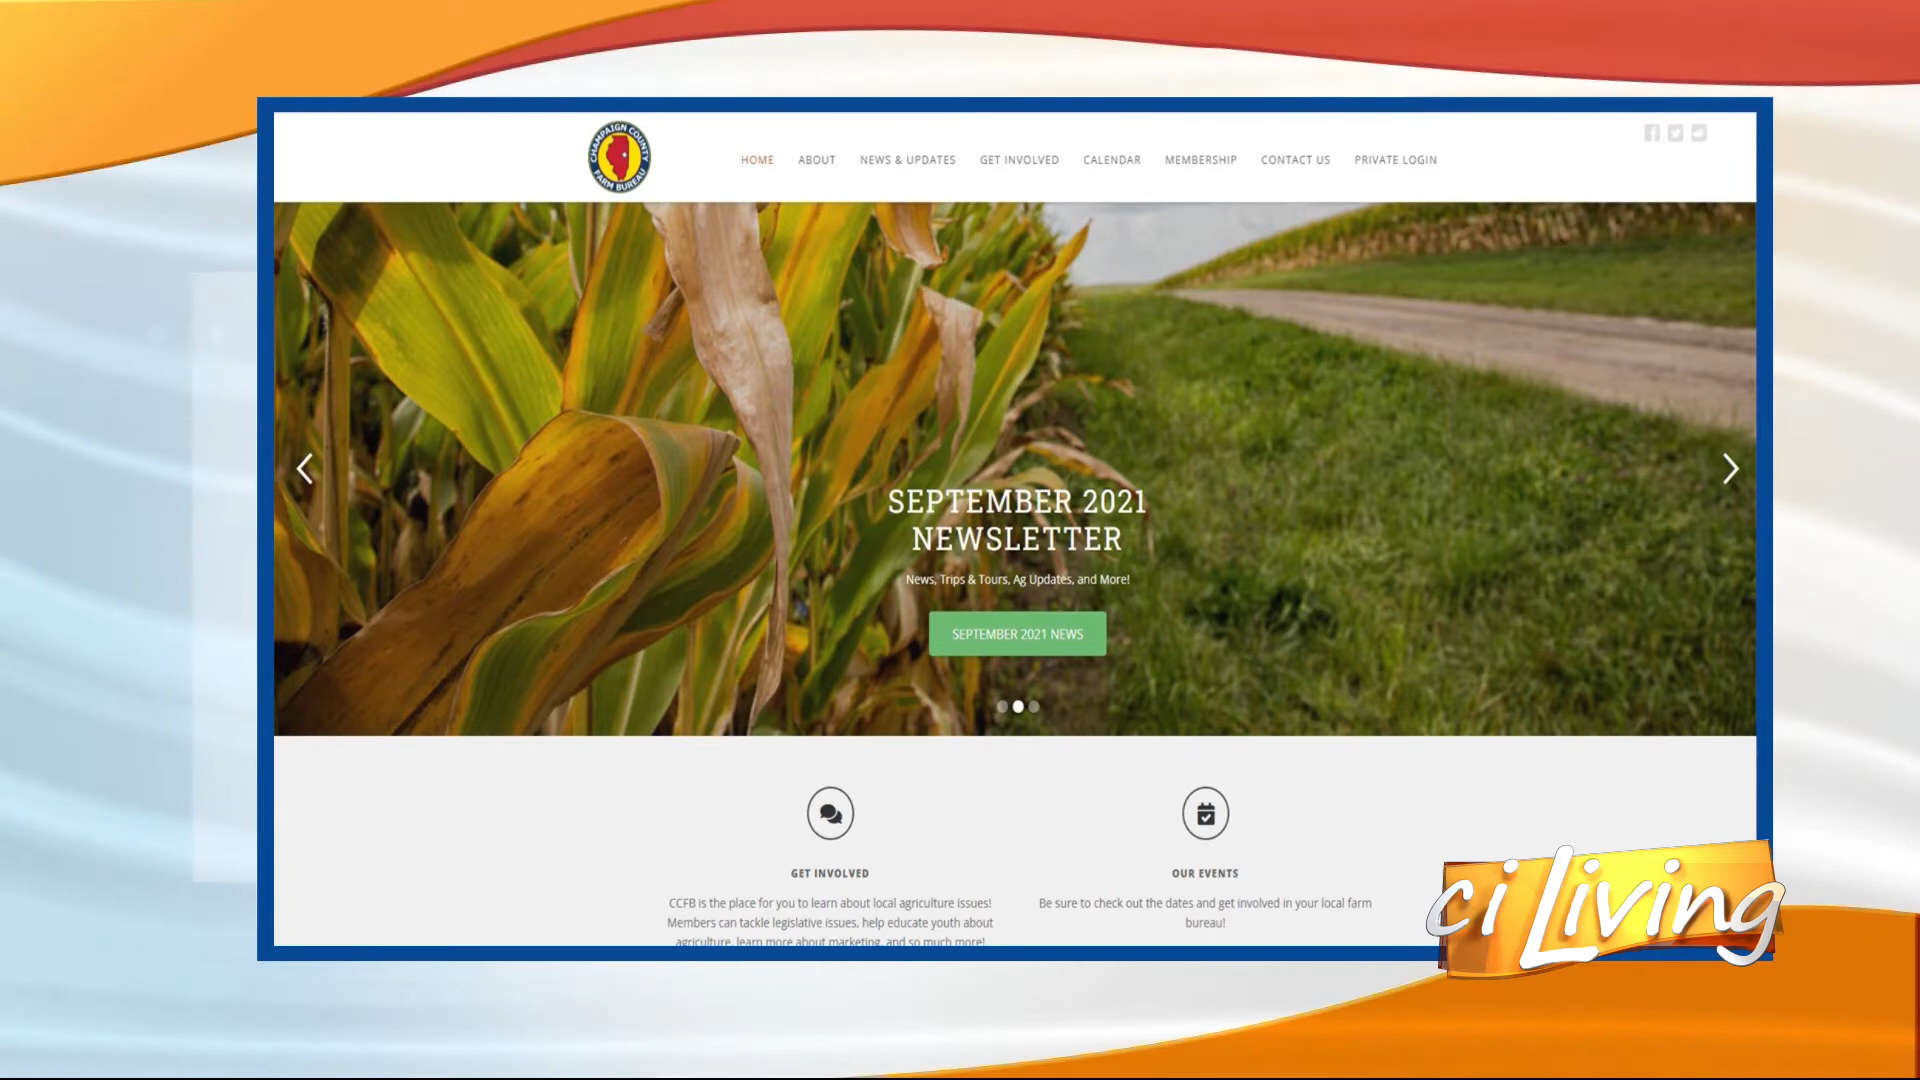 CHAMPAIGN COUNTY
FARM BUREAU
HOME ABOUT NEWS & UPDATES GET INVOLVED CALENDAR MEMBERSHIP CONTACT US PRIVATE LOGIN
SEPTEMBER 2021
NEWSLETTER
News, Trips & Tours, Ag Updates, and More!
SEPTEMBER 2021 NEWS
GET INVOLVED
CCFB is the place for you to learn about local agriculture issues!
Members can tackle legislative issues, help educate youth about
agriculture, learn more about marketing, and so much more!
OUR EVENTS
Be sure to check out the dates and get involved in your local farm
bureau!
ci Living